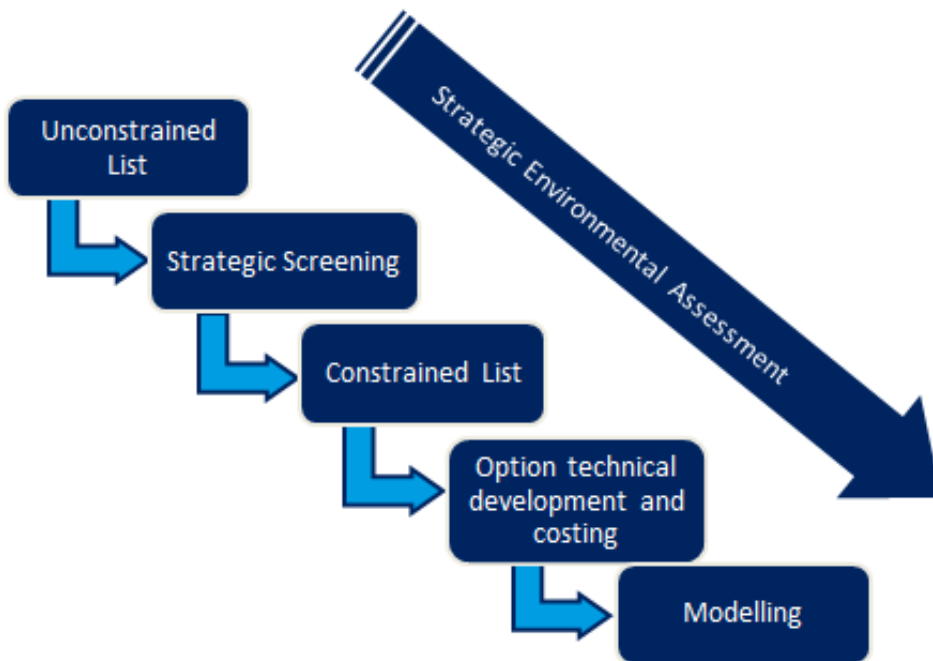 Unconstrained
List
Strategic Screening
Constrained List
Option technical
development and
costing
Modelling
Strategic Environmental Assessment